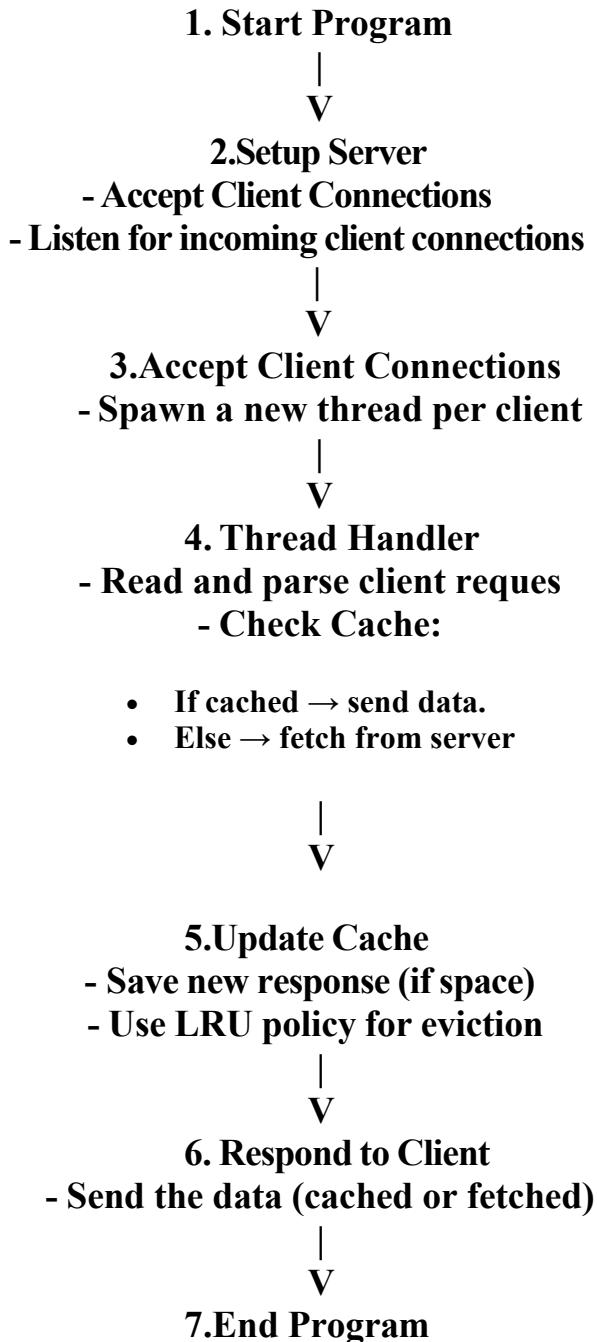 1. Start Program
|
V
2.Setup Server
- Accept Client Connections
- Listen for incoming client connections
|
V
3.Accept Client Connections
- Spawn a new thread per client
|
V
4. Thread Handler
- Read and parse client reques
- Check Cache:
• If cached → send data.
• Else → fetch from server
|
V
5.Update Cache
- Save new response (if space)
- Use LRU policy for eviction
|
V
6. Respond to Client
- Send the data (cached or fetched)
|
V
7.End Program